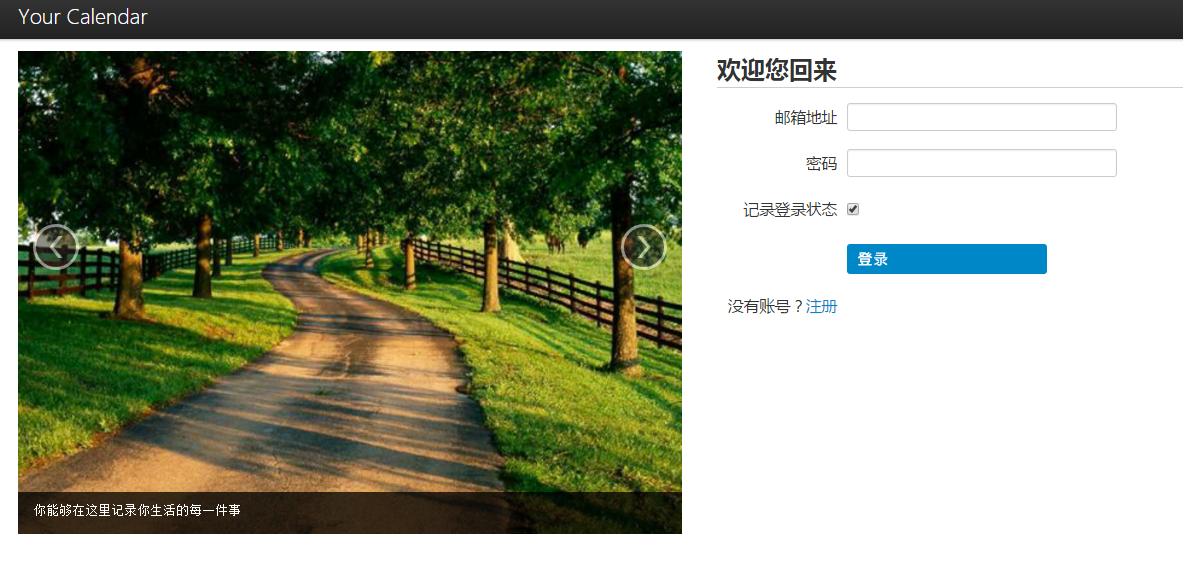 Your Calendar
欢迎您回来
邮箱地址
密码
记录登录状态
登录
没有账号？注册
你能够在这里记录你生活的每一件事